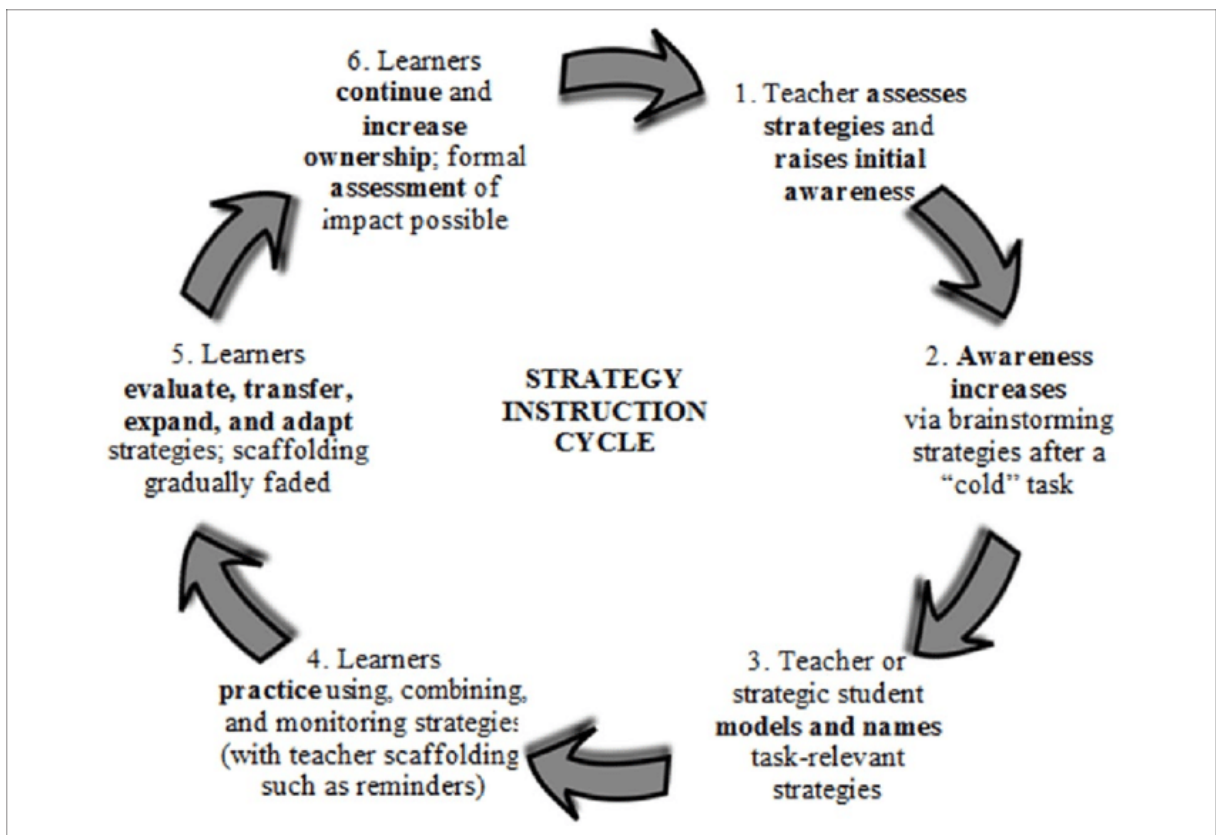 6. Learners
continue and
increase
ownership; formal
assessment of
impact possible
1. Teacher assesses
strategies and
raises initial
awareness
2. Awareness
increases
via brainstorming
strategies after a
“cold” task
3. Teacher or
strategic student
models and names
task-relevant
strategies
4. Learners
practice using, combining,
and monitoring strategies
(with teacher scaffolding
such as reminders)
5. Learners
evaluate, transfer,
expand, and adapt
strategies; scaffolding
gradually faded
STRATEGY
INSTRUCTION
CYCLE